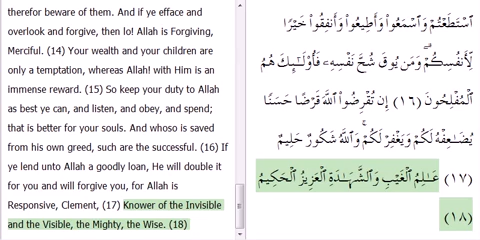 therefor beware of them. And if ye efface and
overlook and forgive, then lo! Allah is Forgiving,
Merciful. (14) Your wealth and your children are
only a temptation, whereas Allah! with Him is an
immense reward. (15) So keep your duty to Allah
as best ye can, and listen, and obey, and spend;
that is better for your souls. And whoso is saved
from his own greed, such are the successful. (16) If
ye lend unto Allah a goodly loan, He will double it
for you and will forgive you, for Allah is
Responsive, Clement, (17) Knower of the Invisible
and the Visible, the Mighty, the Wise. (18)
ٱسْتَطَعْتُمْ وَٱسْمَعُوا۟ وَأَطِيعُوا۟ وَأَنفِقُوا۟ خَيْرًا
لِّأَنفُسِكُمْ ۗ وَمَن يُوقَ شُحَّ نَفْسِهِۦ فَأُو۟لَـٰٓئِكَ هُمُ
ٱلْمُفْلِحُونَ (١٦) إِن تُقْرِضُوا۟ ٱللَّهَ قَرْضًا حَسَنًا
يُضَـٰعِفْهُ لَكُمْ وَيَغْفِرْ لَكُمْ ۚ وَٱللَّهُ شَكُورٌ حَلِيمٌ
(١٧) عَـٰلِمُ ٱلْغَيْبِ وَٱلشَّهَـٰدَةِ ٱلْعَزِيزُ ٱلْحَكِيمُ
(١٨)